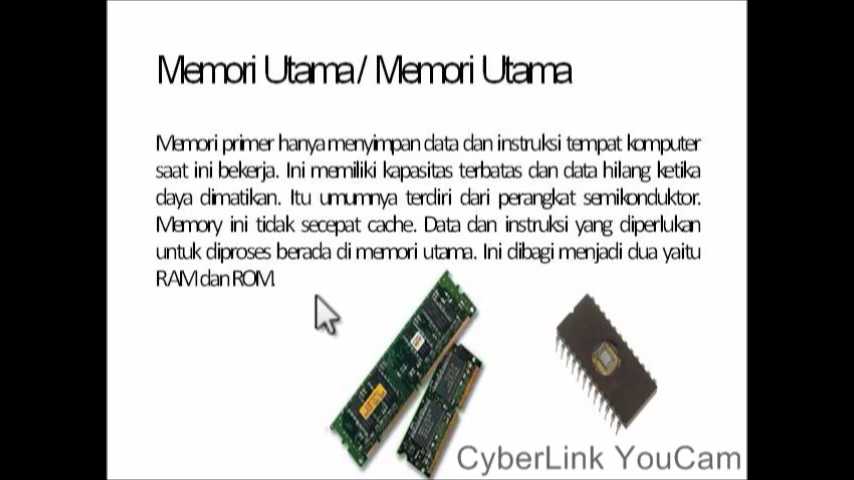 Memori Utama / Memori Utama
Memori primer hanya menyimpan data dan instruksi tempat komputer
saat ini bekerja. Ini memiliki kapasitas terbatas dan data hilang ketika
daya dimatikan. Itu umumnya terdiri dari perangkat semikonduktor.
Memory ini tidak secepat cache. Data dan instruksi yang diperlukan
untuk diproses berada di memori utama. Ini dibagi menjadi dua yaitu
RAM dan ROM.
CyberLink YouCam